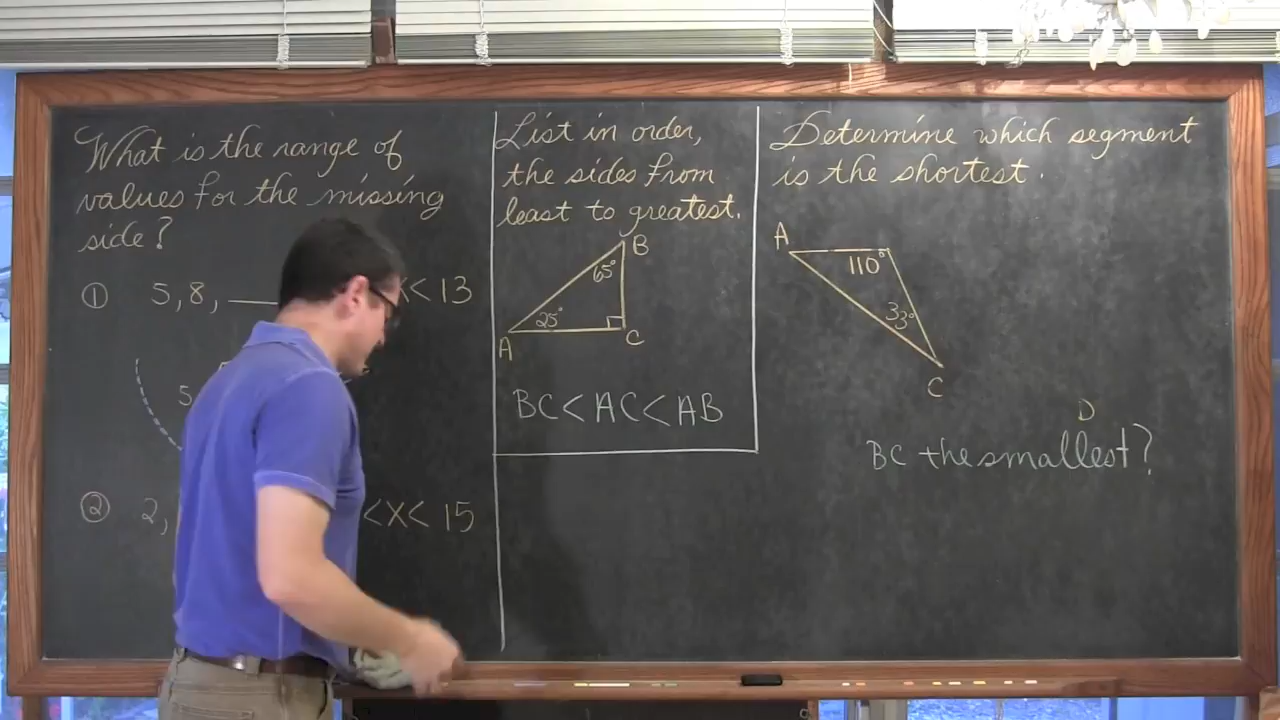 What is the range of
values for the missing
side?
① 5, 8, ___ X < 13
5
② 2, < X < 15
List in order,
the sides from
least to greatest.
B
65°
25°
A
C
BC < AC < AB
Determine which segment
is the shortest.
A
110°
33°
C
D
BC the smallest?